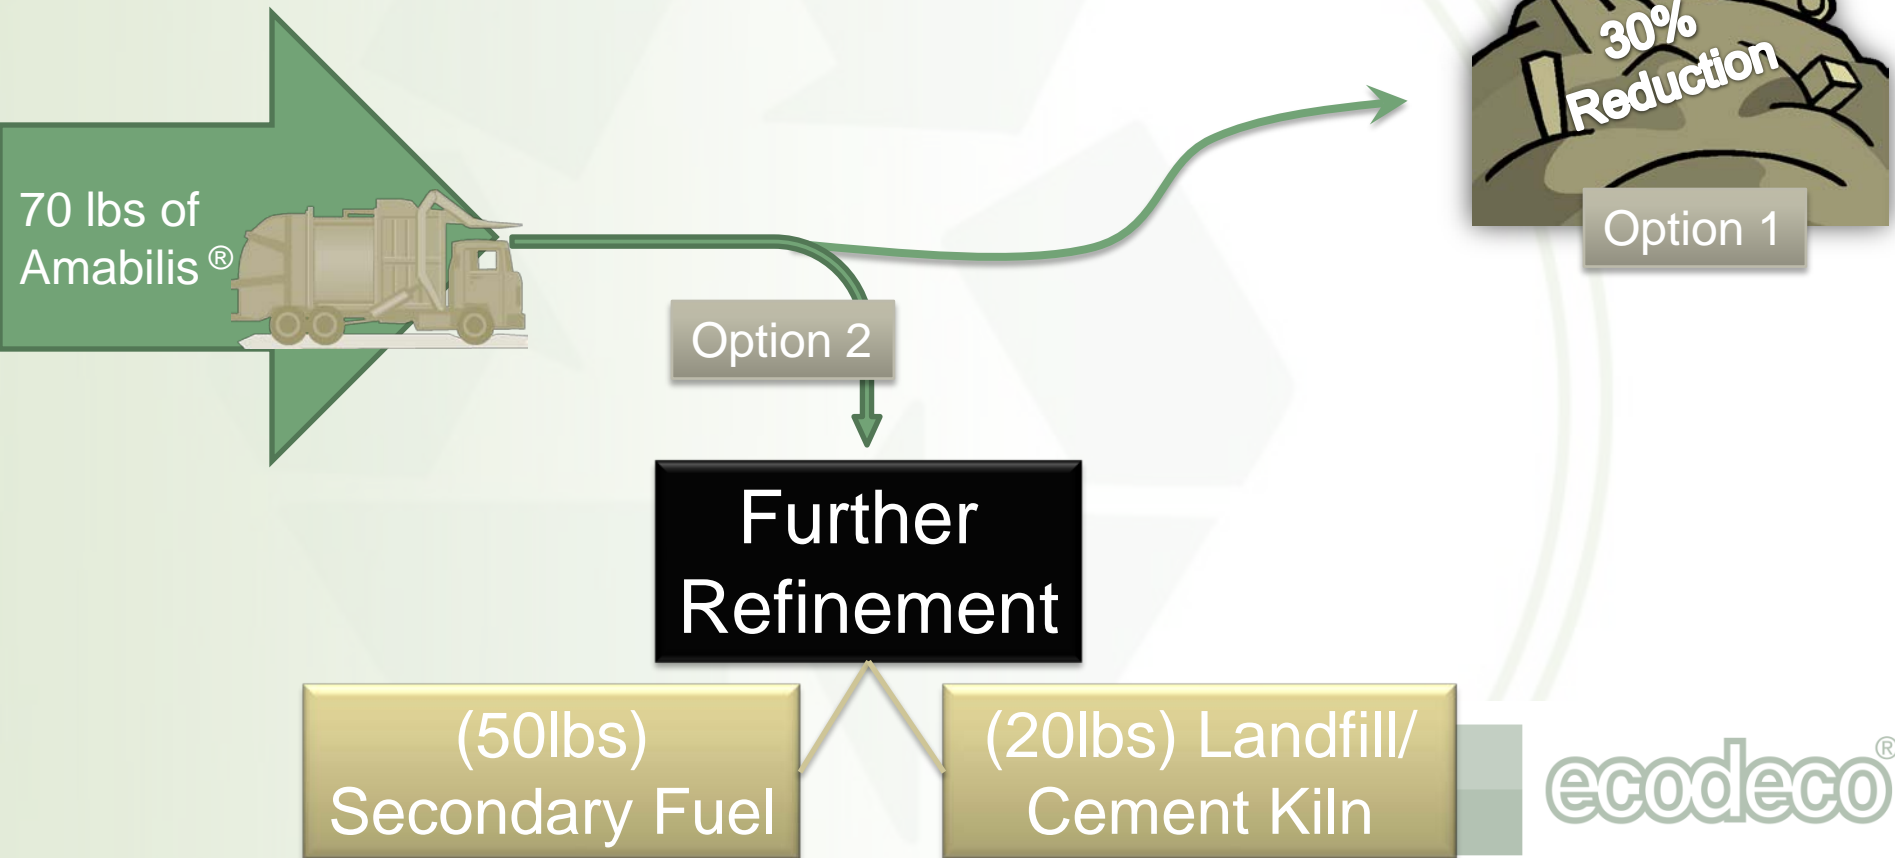 30%
Reduction
70 lbs of
Amabilis ®
Option 1
Option 2
Further
Refinement
(50lbs)
Secondary Fuel
(20lbs) Landfill/
Cement Kiln
ecodeco®